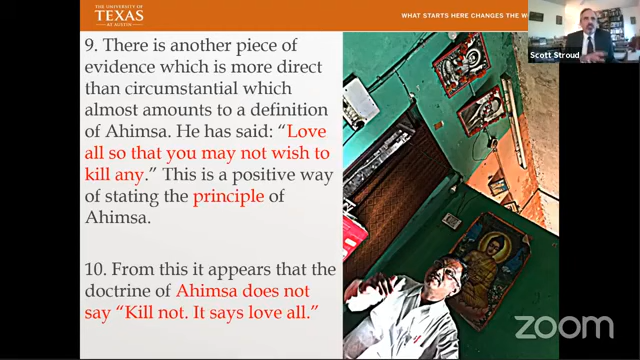 THE UNIVERSITY OF
TEXAS
AT AUSTIN
WHAT STARTS HERE CHANGES THE W
Scott Stroud
9. There is another piece of
evidence which is more direct
than circumstantial which
almost amounts to a definition
of Ahimsa. He has said: “Love
all so that you may not wish to
kill any.” This is a positive way
of stating the principle of
Ahimsa.
10. From this it appears that the
doctrine of Ahimsa does not
say “Kill not. It says love all.”
zoom